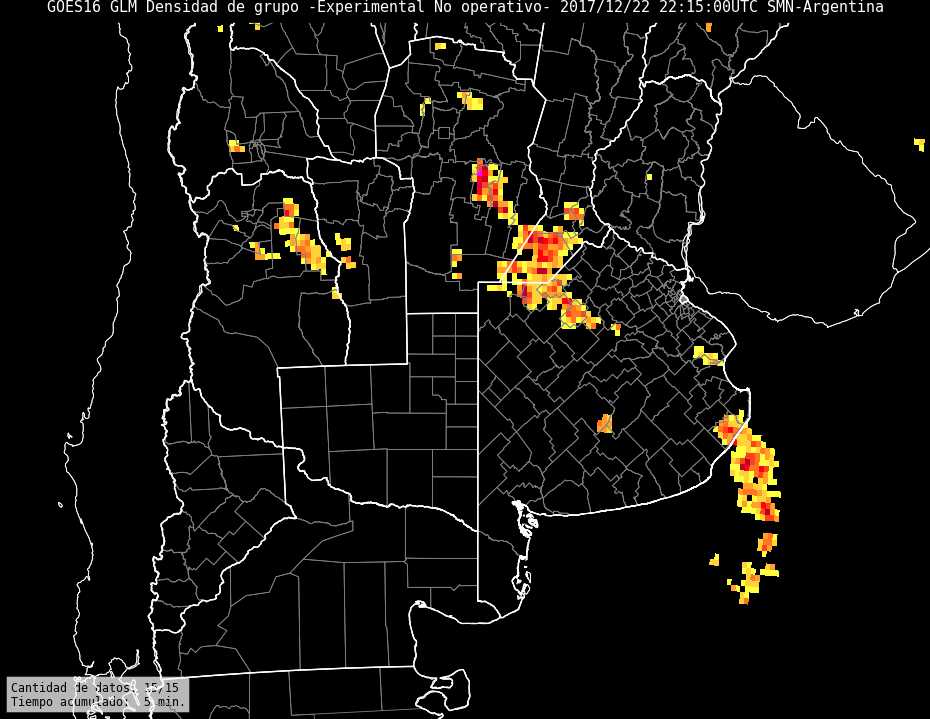 GOES16 GLM Densidad de grupo -Experimental No operativo- 2017/12/22 22:15:00UTC SMN-Argentina
Cantidad de datos: 15/15
Tiempo acumulado: 5 min.